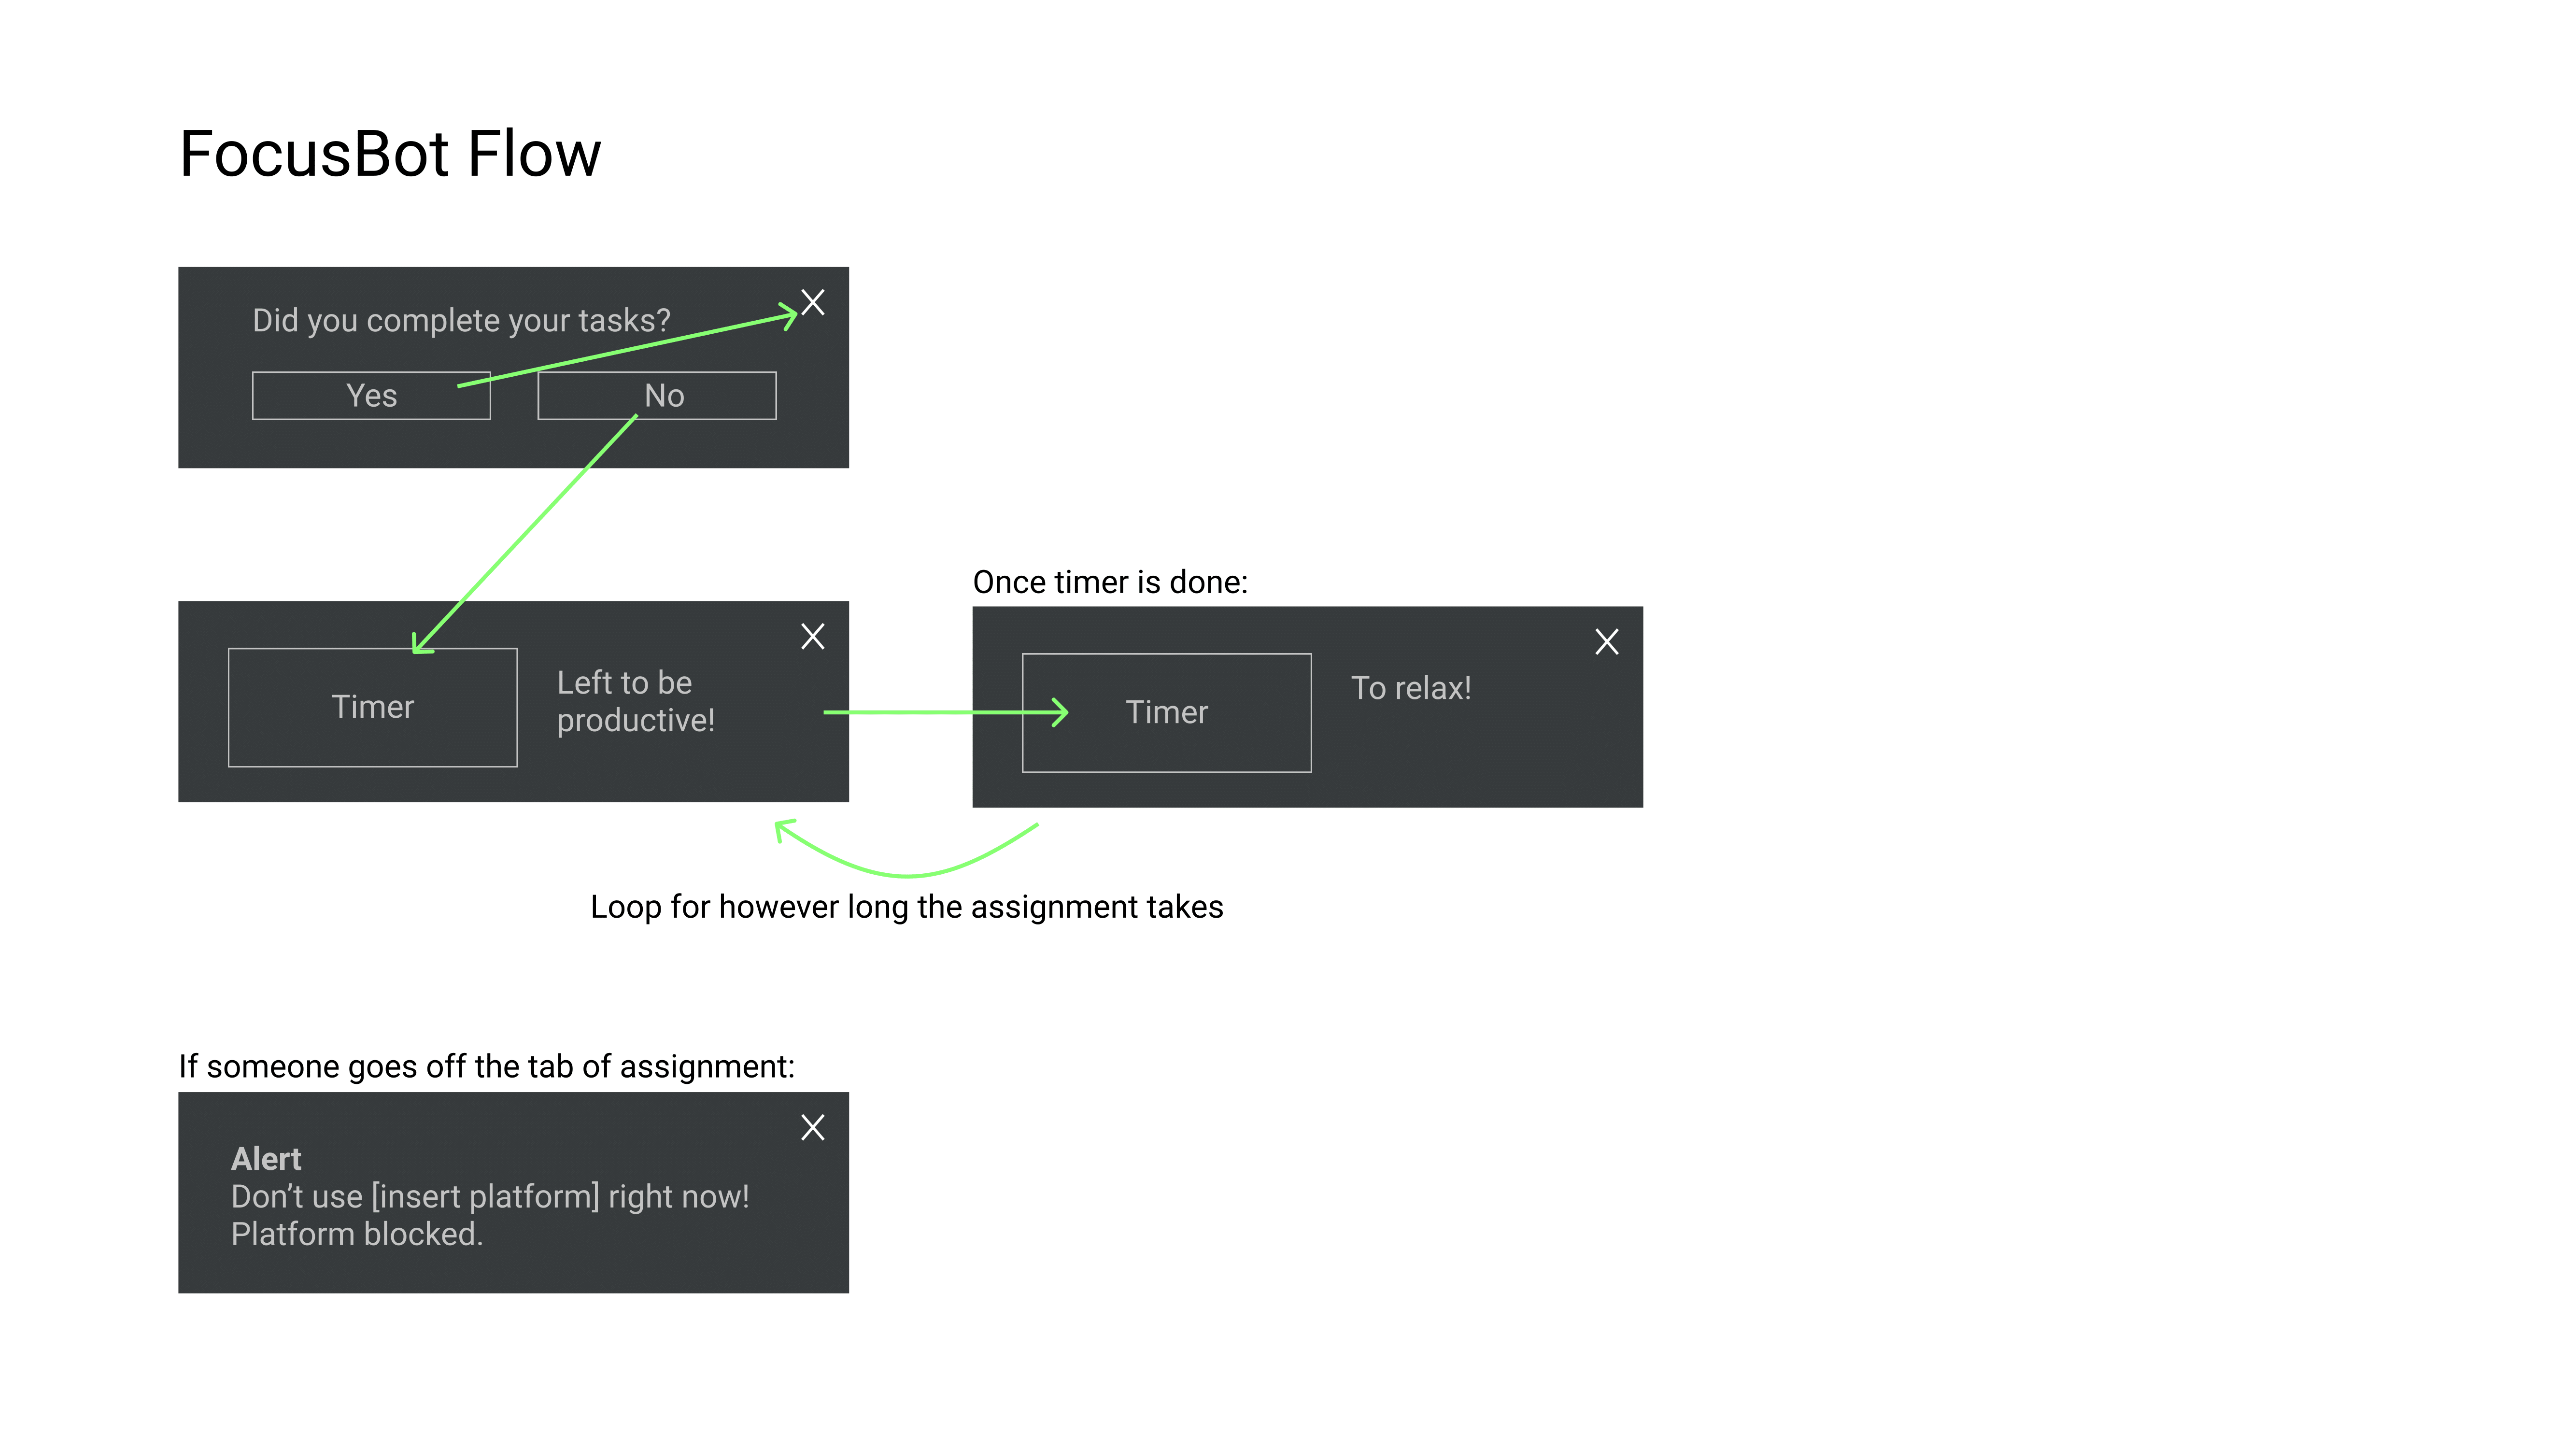 FocusBot Flow
Did you complete your tasks?
Yes
No
Timer
Left to be
productive!
Once timer is done:
Timer
To relax!
Loop for however long the assignment takes
If someone goes off the tab of assignment:
Alert
Don’t use [insert platform] right now!
Platform blocked.